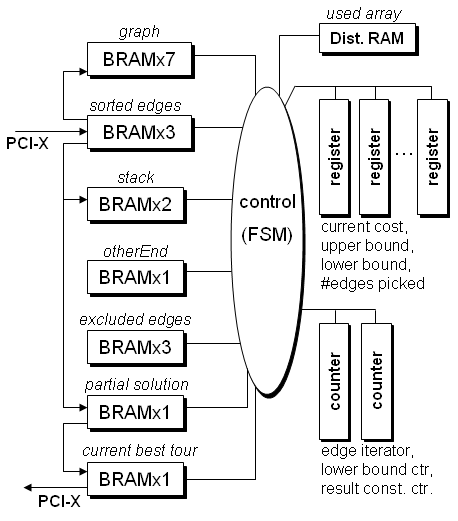 graph
BRAMx7
sorted edges
BRAMx3
PCI-X
stack
BRAMx2
otherEnd
BRAMx1
excluded edges
BRAMx3
partial solution
BRAMx1
current best tour
BRAMx1
PCI-X
control
(FSM)
used array
Dist. RAM
register
register
...
register
current cost,
upper bound,
lower bound,
#edges picked
counter
counter
edge iterator,
lower bound ctr,
result const. ctr.